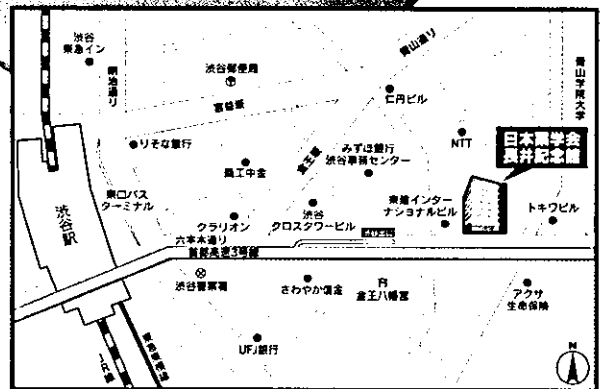 渋谷
東急イン
明治通り
渋谷郵便局
宮益坂
青山通り
仁丹ビル
青山学院大学
りそな銀行
商工中金
金王坂
みずほ銀行
渋谷事務センター
NTT
日本薬学会
長井記念館
渋谷駅
東口バス
ターミナル
クラリオン
渋谷
クロスタワービル
東建インター
ナショナルビル
トキワビル
六本木通り
首都高速3号線
渋谷警察署
さわやか信金
金王八幡宮
アクサ
生命保険
UFJ銀行
N